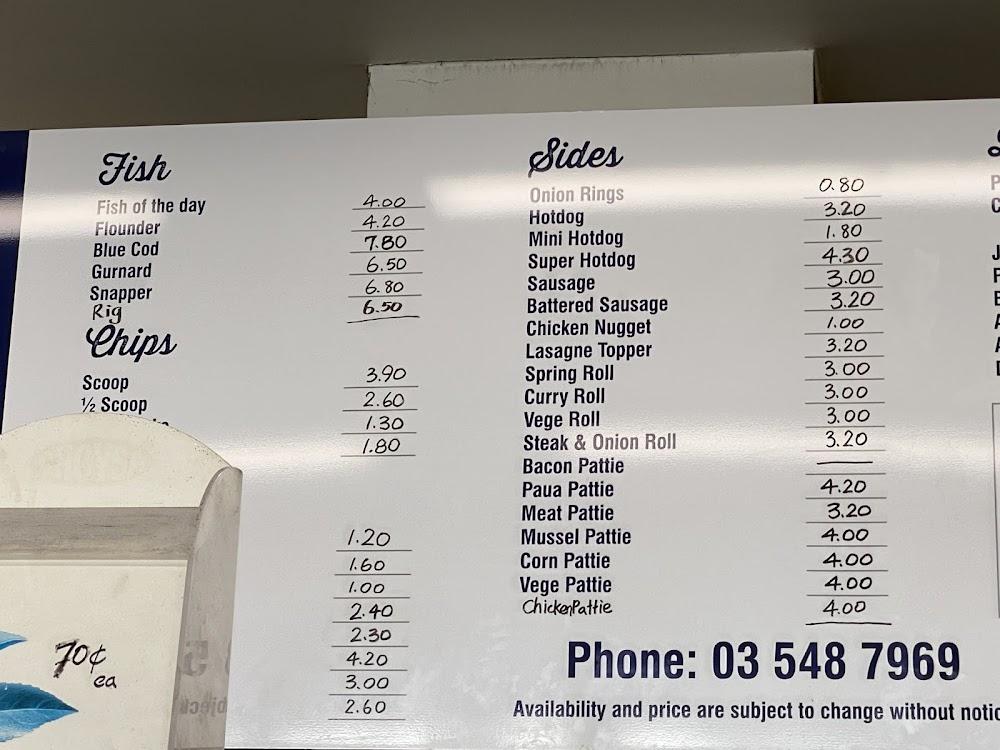 Fish
Fish of the day 4.00
Flounder 4.20
Blue Cod 7.80
Gurnard 6.50
Snapper 6.80
Rig 6.50
Chips
Scoop 3.90
½ Scoop 2.60
1.30
1.80
1.20
1.60
1.00
2.40
2.30
4.20
3.00
2.60
70¢
ea
Sides
Onion Rings 0.80
Hotdog 3.20
Mini Hotdog 1.80
Super Hotdog 4.30
Sausage 3.00
Battered Sausage 3.20
Chicken Nugget 1.00
Lasagne Topper 3.20
Spring Roll 3.00
Curry Roll 3.00
Vege Roll 3.00
Steak & Onion Roll 3.20
Bacon Pattie —
Paua Pattie 4.20
Meat Pattie 3.20
Mussel Pattie 4.00
Corn Pattie 4.00
Vege Pattie 4.00
Chicken Pattie 4.00
Phone: 03 548 7969
Availability and price are subject to change without